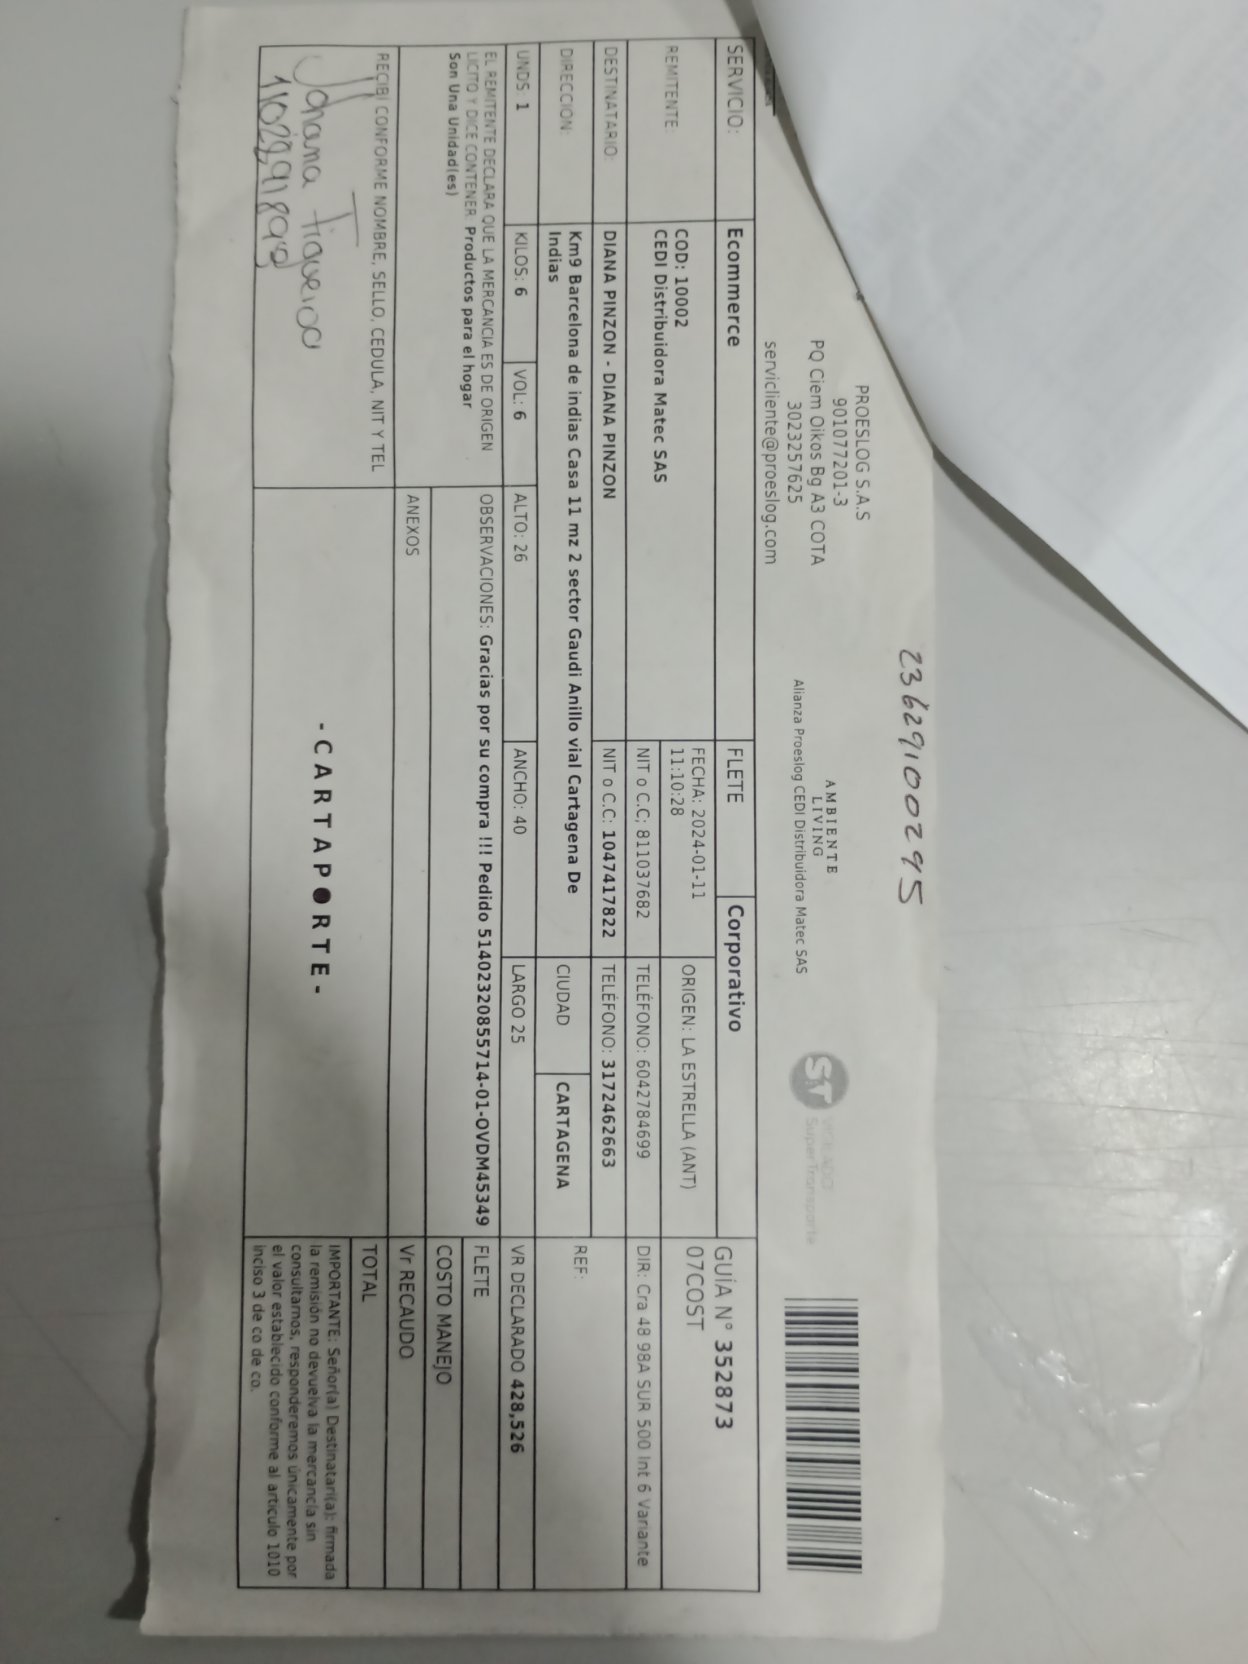 23629100295
PROESLOG S.A.S
901077201-3
PQ Ciem Oikos Bg A3 COTA
3023257625
servicliente@proeslog.com
AMBIENTE
LIVING
Alianza Proeslog CEDI Distribuidora Matec SAS
ST
SuperTransporte
SERVICIO: Ecommerce FLETE Corporativo GUÍA N° 352873
07COST
REMITENTE: COD: 10002
CEDI Distribuidora Matec SAS
FECHA: 2024-01-11
11:10:28
ORIGEN: LA ESTRELLA (ANT)
NIT o C.C; 811037682 TELÉFONO: 6042784699 DIR: Cra 48 98A SUR 500 Int 6 Variante
DESTINATARIO: DIANA PINZON - DIANA PINZON NIT o C.C: 1047417822 TELÉFONO: 3172462663
DIRECCIÓN: Km9 Barcelona de indias Casa 11 mz 2 sector Gaudi Anillo vial Cartagena De
Indias
CIUDAD CARTAGENA REF:
UNDS: 1 KILOS: 6 VOL: 6 ALTO: 26 ANCHO: 40 LARGO 25 VR DECLARADO 428,526
EL REMITENTE DECLARA QUE LA MERCANCIA ES DE ORIGEN
LICITO Y DICE CONTENER: Productos para el hogar
Son Una Unidad(es)
OBSERVACIONES: Gracias por su compra !!! Pedido 51402320855714-01-OVDM45349
FLETE
COSTO MANEJO
ANEXOS
Vr RECAUDO
TOTAL
RECIBI CONFORME NOMBRE, SELLO, CEDULA, NIT Y TEL
Johana Figueroa
- CARTAPORTE -
IMPORTANTE: Señor(a) Destinatari(a): firmada
la remisión no devuelva la mercancía sin
consultarnos, responderemos únicamente por
el valor establecido conforme al articulo 1010
inciso 3 de co de co.